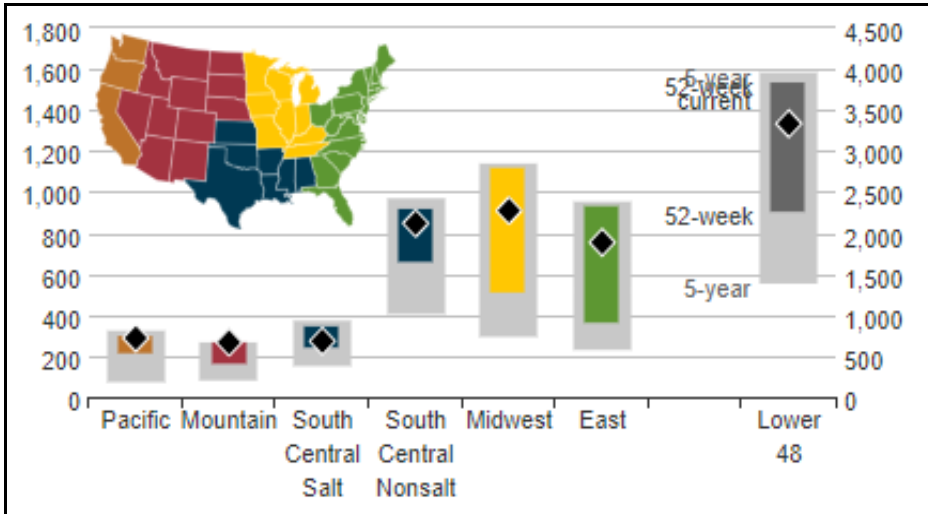 1,800
1,600
1,400
1,200
1,000
800
600
400
200
0
4,500
4,000
3,500
3,000
2,500
2,000
1,500
1,000
500
0
5-year
52-week
current
52-week
5-year
Pacific
Mountain
South
Central
Salt
South
Central
Nonsalt
Midwest
East
Lower
48